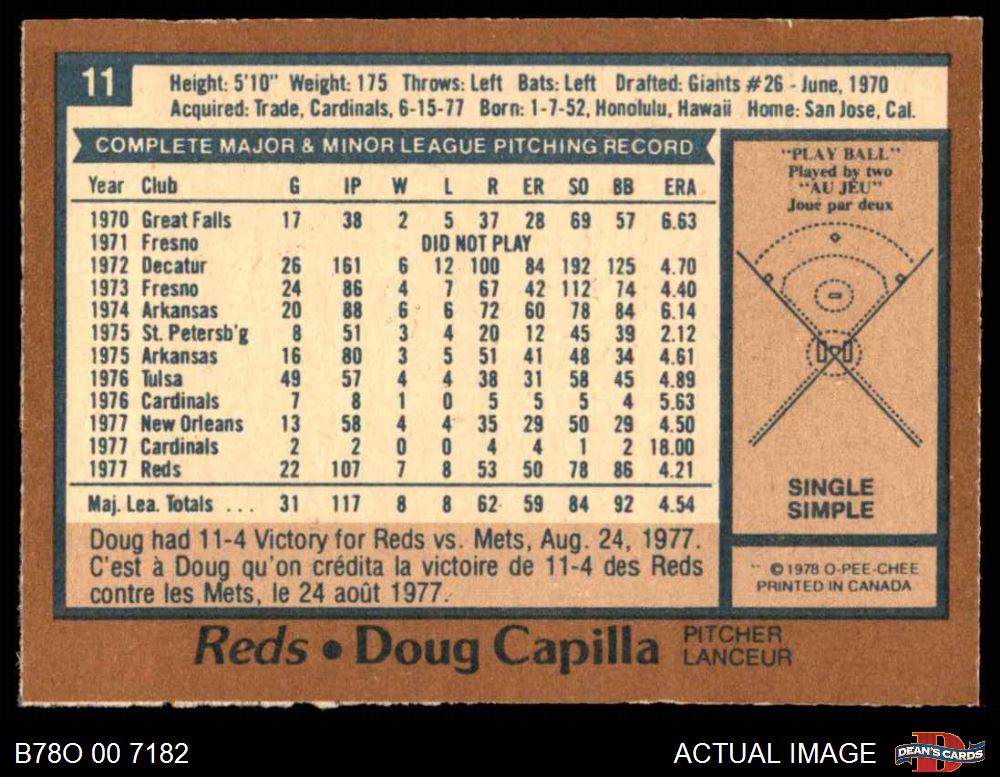 11
Height: 5'10" Weight: 175 Throws: Left Bats: Left Drafted: Giants #26 - June, 1970
Acquired: Trade, Cardinals, 6-15-77 Born: 1-7-52, Honolulu, Hawaii Home: San Jose, Cal.
COMPLETE MAJOR & MINOR LEAGUE PITCHING RECORD
Year Club G IP W L R ER SO BB ERA
1970 Great Falls 17 38 2 5 37 28 69 57 6.63
1971 Fresno DID NOT PLAY
1972 Decatur 26 161 6 12 100 84 192 125 4.70
1973 Fresno 24 86 4 7 67 42 112 74 4.40
1974 Arkansas 20 88 6 6 72 60 78 84 6.14
1975 St. Petersb'g 8 51 3 4 20 12 45 39 2.12
1975 Arkansas 16 80 3 5 51 41 48 34 4.61
1976 Tulsa 49 57 4 4 38 31 58 45 4.89
1976 Cardinals 7 8 1 0 5 5 5 4 5.63
1977 New Orleans 13 58 4 4 35 29 50 29 4.50
1977 Cardinals 2 2 0 0 4 4 1 2 18.00
1977 Reds 22 107 7 8 53 50 78 86 4.21
Maj. Lea. Totals ... 31 117 8 8 62 59 84 92 4.54
Doug had 11-4 Victory for Reds vs. Mets, Aug. 24, 1977.
C'est à Doug qu'on crédita la victoire de 11-4 des Reds
contre les Mets, le 24 août 1977.
"PLAY BALL"
Played by two
"AU JEU"
Joué par deux
SINGLE
SIMPLE
© 1978 O-PEE-CHEE
PRINTED IN CANADA
Reds • Doug Capilla PITCHER
LANCEUR
B78O 00 7182
ACTUAL IMAGE
DEAN'S CARDS